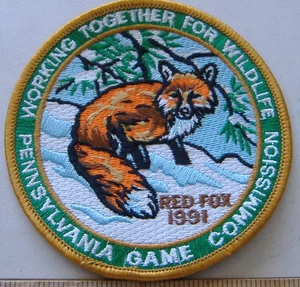 WORKING TOGETHER FOR WILDLIFE
RED FOX
1991
PENNSYLVANIA GAME COMMISSION